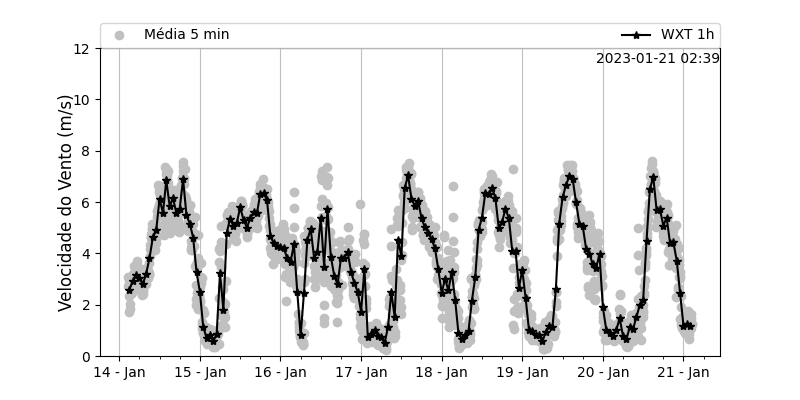 Média 5 min
WXT 1h
2023-01-21 02:39
Velocidade do Vento (m/s)
12
10
8
6
4
2
0
14 - Jan
15 - Jan
16 - Jan
17 - Jan
18 - Jan
19 - Jan
20 - Jan
21 - Jan